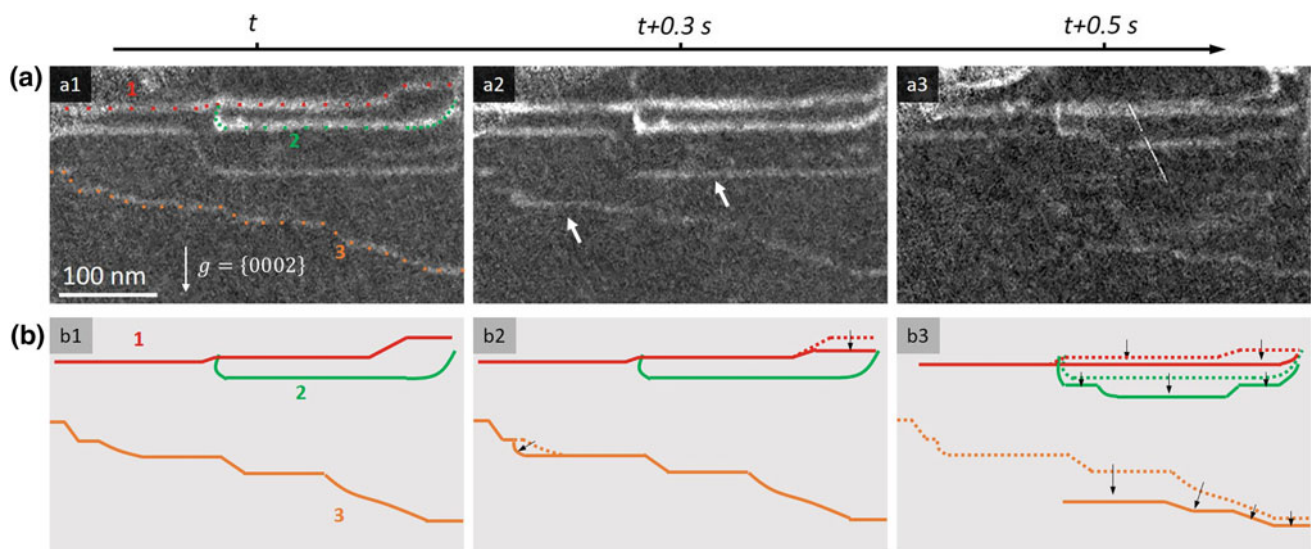 t t+0.3 s t+0.5 s
(a) a1 a2 a3
1
2
3
g = {0002}
100 nm
(b) b1 b2 b3
1
2
3